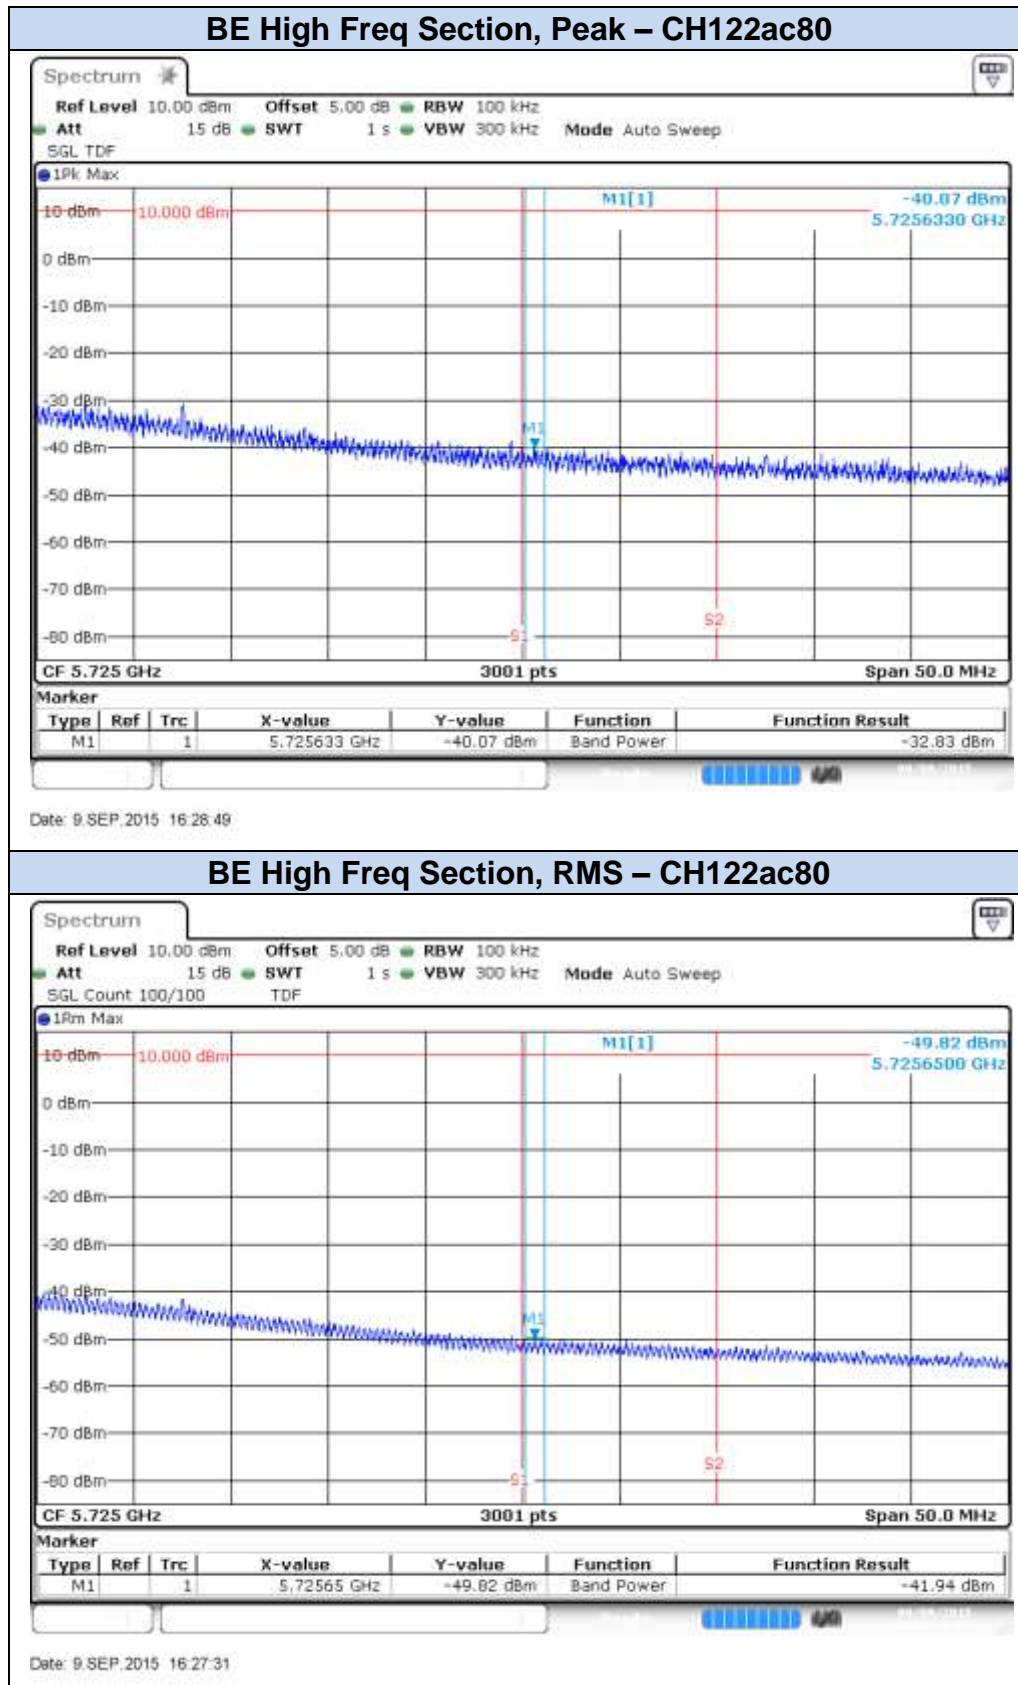 BE High Freq Section, Peak – CH122ac80
Spectrum
Ref Level 10.00 dBm Offset 5.00 dB RBW 100 kHz
Att 15 dB SWT 1 s VBW 300 kHz Mode Auto Sweep
SGL TDF
1Pk Max
M1[1] -40.07 dBm
5.7256330 GHz
10 dBm 10.000 dBm
0 dBm
-10 dBm
-20 dBm
-30 dBm
M1
-40 dBm
-50 dBm
-60 dBm
-70 dBm
S2
-80 dBm S1
CF 5.725 GHz 3001 pts Span 50.0 MHz
Marker
Type Ref Trc X-value Y-value Function Function Result
M1 1 5.725633 GHz -40.07 dBm Band Power -32.83 dBm
Date: 9.SEP.2015 16:28:49
BE High Freq Section, RMS – CH122ac80
Spectrum
Ref Level 10.00 dBm Offset 5.00 dB RBW 100 kHz
Att 15 dB SWT 1 s VBW 300 kHz Mode Auto Sweep
SGL Count 100/100 TDF
1Rm Max
M1[1] -49.82 dBm
5.7256500 GHz
10 dBm 10.000 dBm
0 dBm
-10 dBm
-20 dBm
-30 dBm
-40 dBm
M1
-50 dBm
-60 dBm
-70 dBm
S2
-80 dBm S1
CF 5.725 GHz 3001 pts Span 50.0 MHz
Marker
Type Ref Trc X-value Y-value Function Function Result
M1 1 5.72565 GHz -49.82 dBm Band Power -41.94 dBm
Date: 9.SEP.2015 16:27:31